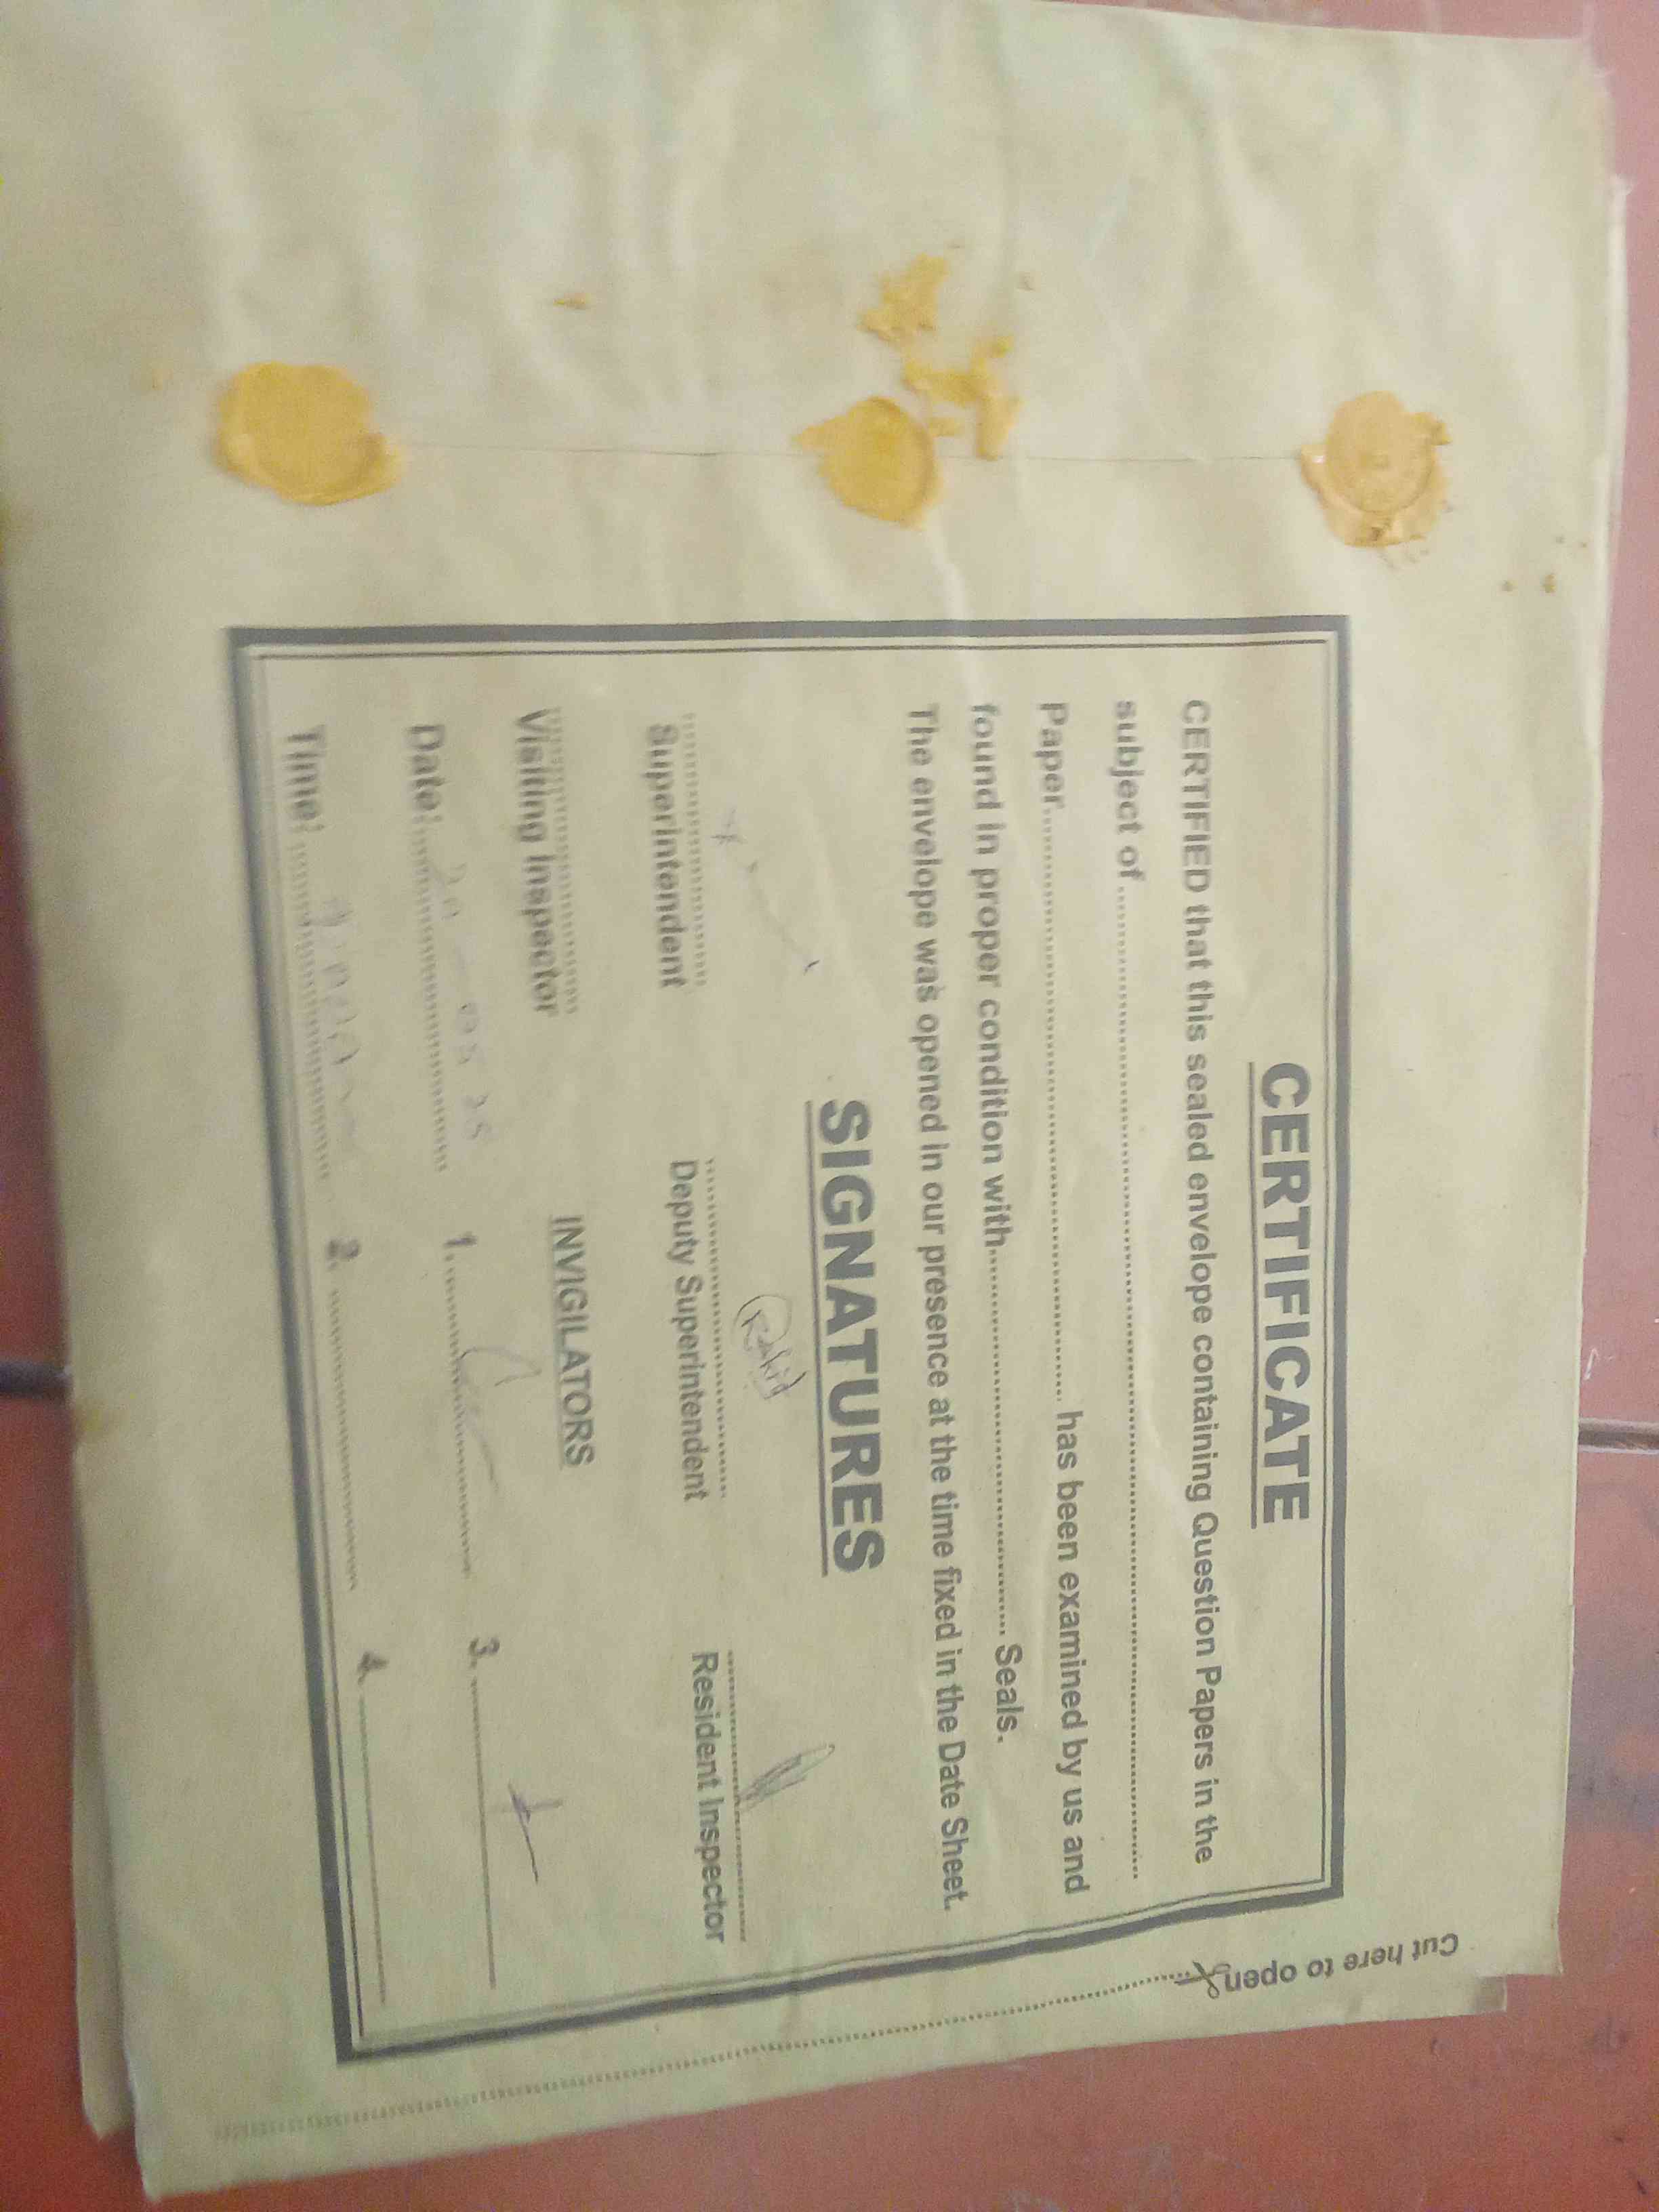 CERTIFICATE
CERTIFIED that this sealed envelope containing Question Papers in the
subject of ........................................
Paper........................................ has been examined by us and
found in proper condition with........................................ Seals.
The envelope was opened in our presence at the time fixed in the Date Sheet.
SIGNATURES
Superintendent Deputy Superintendent Resident Inspector
Visiting Inspector INVIGILATORS
Date: 1. 3.
Time: 2. 4.
Cut here to open